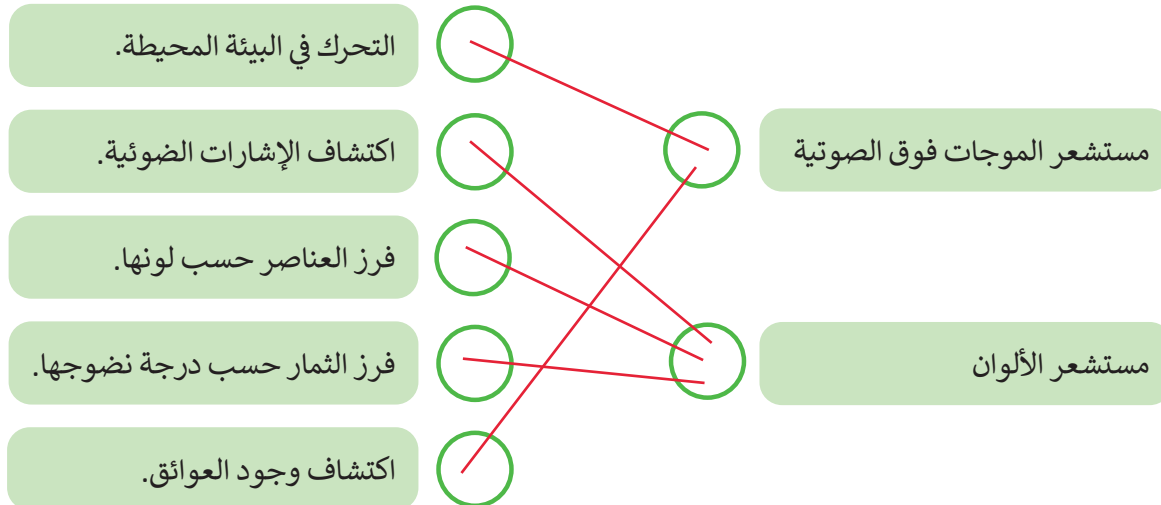 مستشعر الموجات فوق الصوتية
مستشعر الألوان
التحرك في البيئة المحيطة.
اكتشاف الإشارات الضوئية.
فرز العناصر حسب لونها.
فرز الثمار حسب درجة نضوجها.
اكتشاف وجود العوائق.